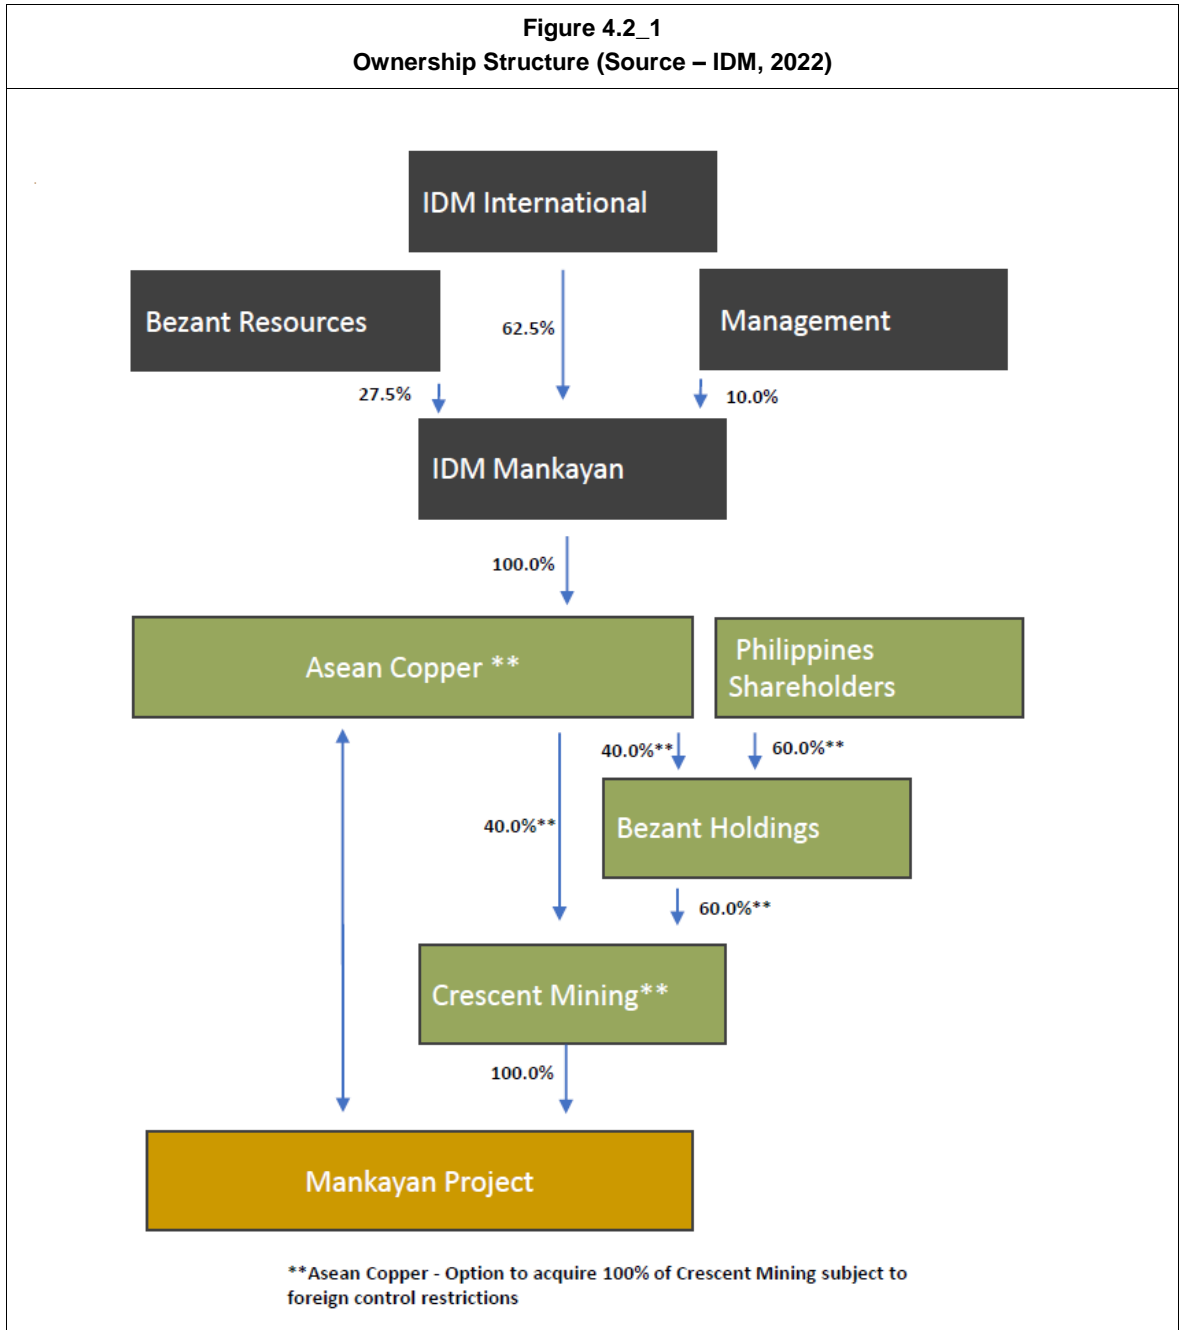 Figure 4.2_1
Ownership Structure (Source – IDM, 2022)
IDM International
Bezant Resources
62.5%
Management
27.5%
10.0%
IDM Mankayan
100.0%
Asean Copper **
Philippines
Shareholders
40.0%**
60.0%**
40.0%**
Bezant Holdings
60.0%**
Crescent Mining**
100.0%
Mankayan Project
**Asean Copper - Option to acquire 100% of Crescent Mining subject to
foreign control restrictions